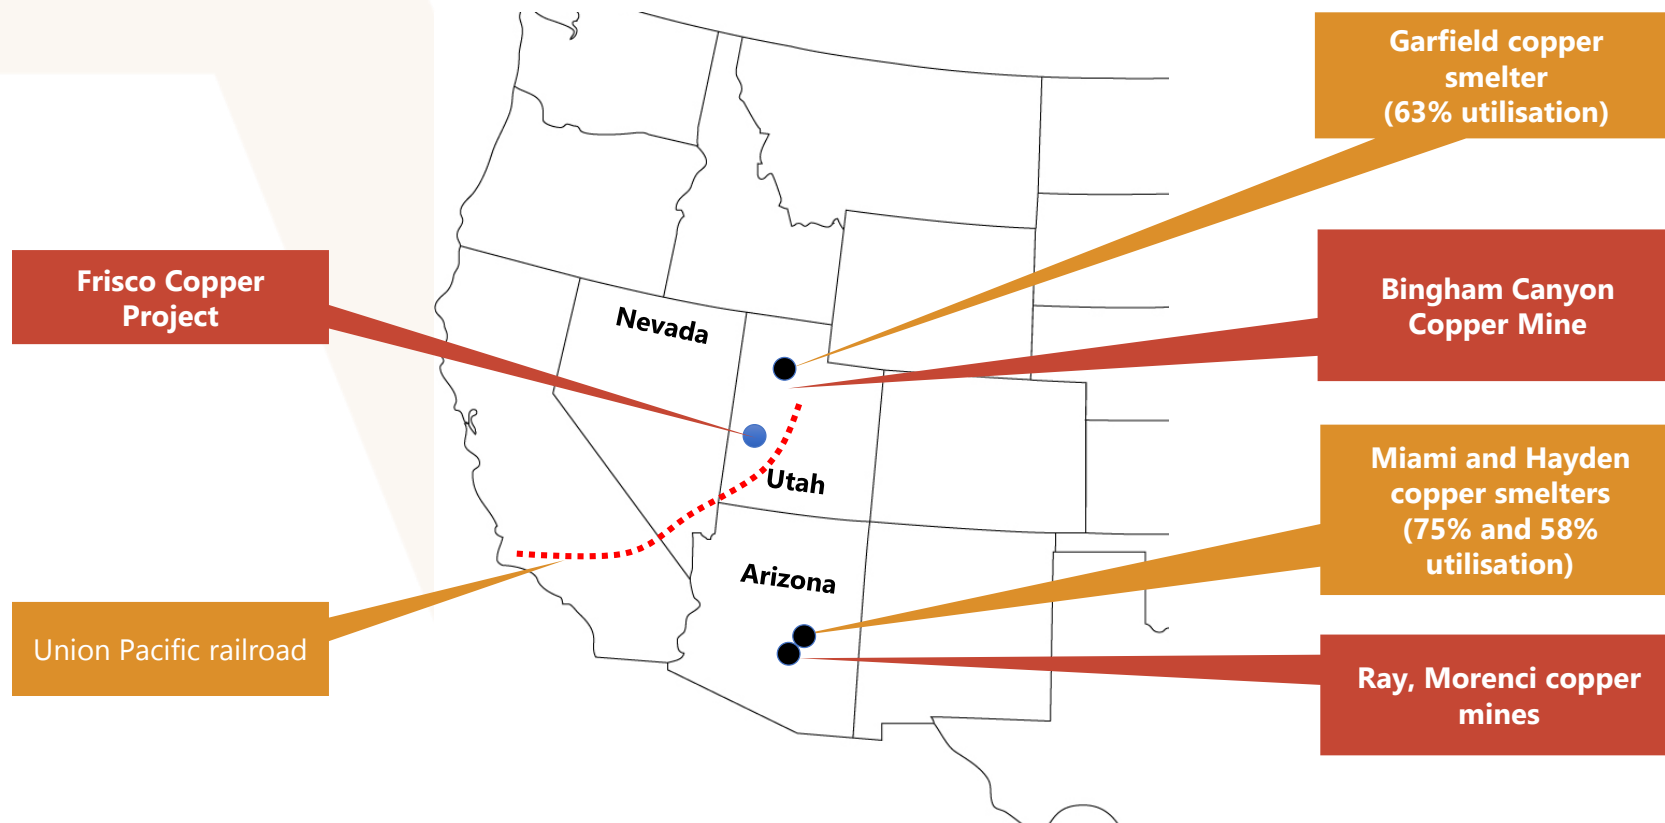 Garfield copper
smelter
(63% utilisation)
Frisco Copper
Project
Nevada
Bingham Canyon
Copper Mine
Utah
Miami and Hayden
copper smelters
(75% and 58%
utilisation)
Arizona
Union Pacific railroad
Ray, Morenci copper
mines